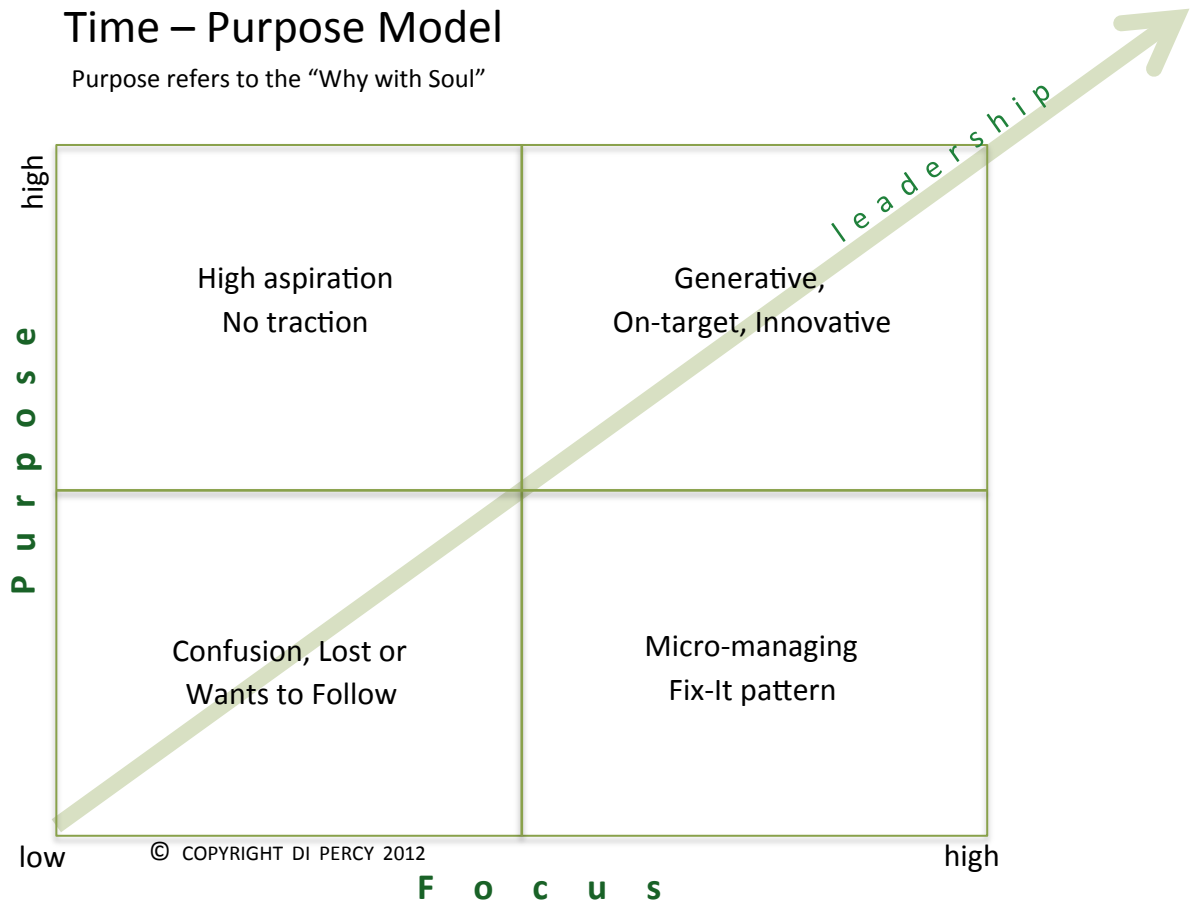 Time – Purpose Model
Purpose refers to the “Why with Soul”
leadership
high
High aspiration
No traction
Generative,
On-target, Innovative
Purpose
Confusion, Lost or
Wants to Follow
Micro-managing
Fix-It pattern
low
© COPYRIGHT DI PERCY 2012
high
Focus